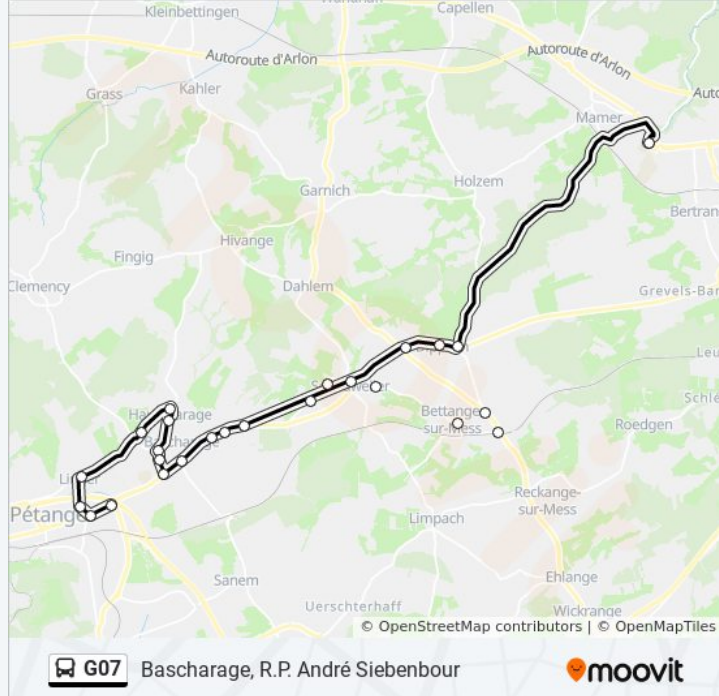 Kleinbettingen
Capellen
Autoroute d'Arlon
Autoroute d'Arlon
Grass
Kahler
Mamer
Garnich
Holzem
Bertran
Hivange
Fingig
Clemency
Dahlem
Grevels-Bar
Leu
Schlé
Bettange-
sur-Mess
Roedgen
Pétange
Reckange-
sur-Mess
Limpach
Sanem
Ehlange
Uerschterhaff
Wickrange
© OpenStreetMap contributors | © OpenMapTiles
G07 Bascharage, R.P. André Siebenbour
moovit